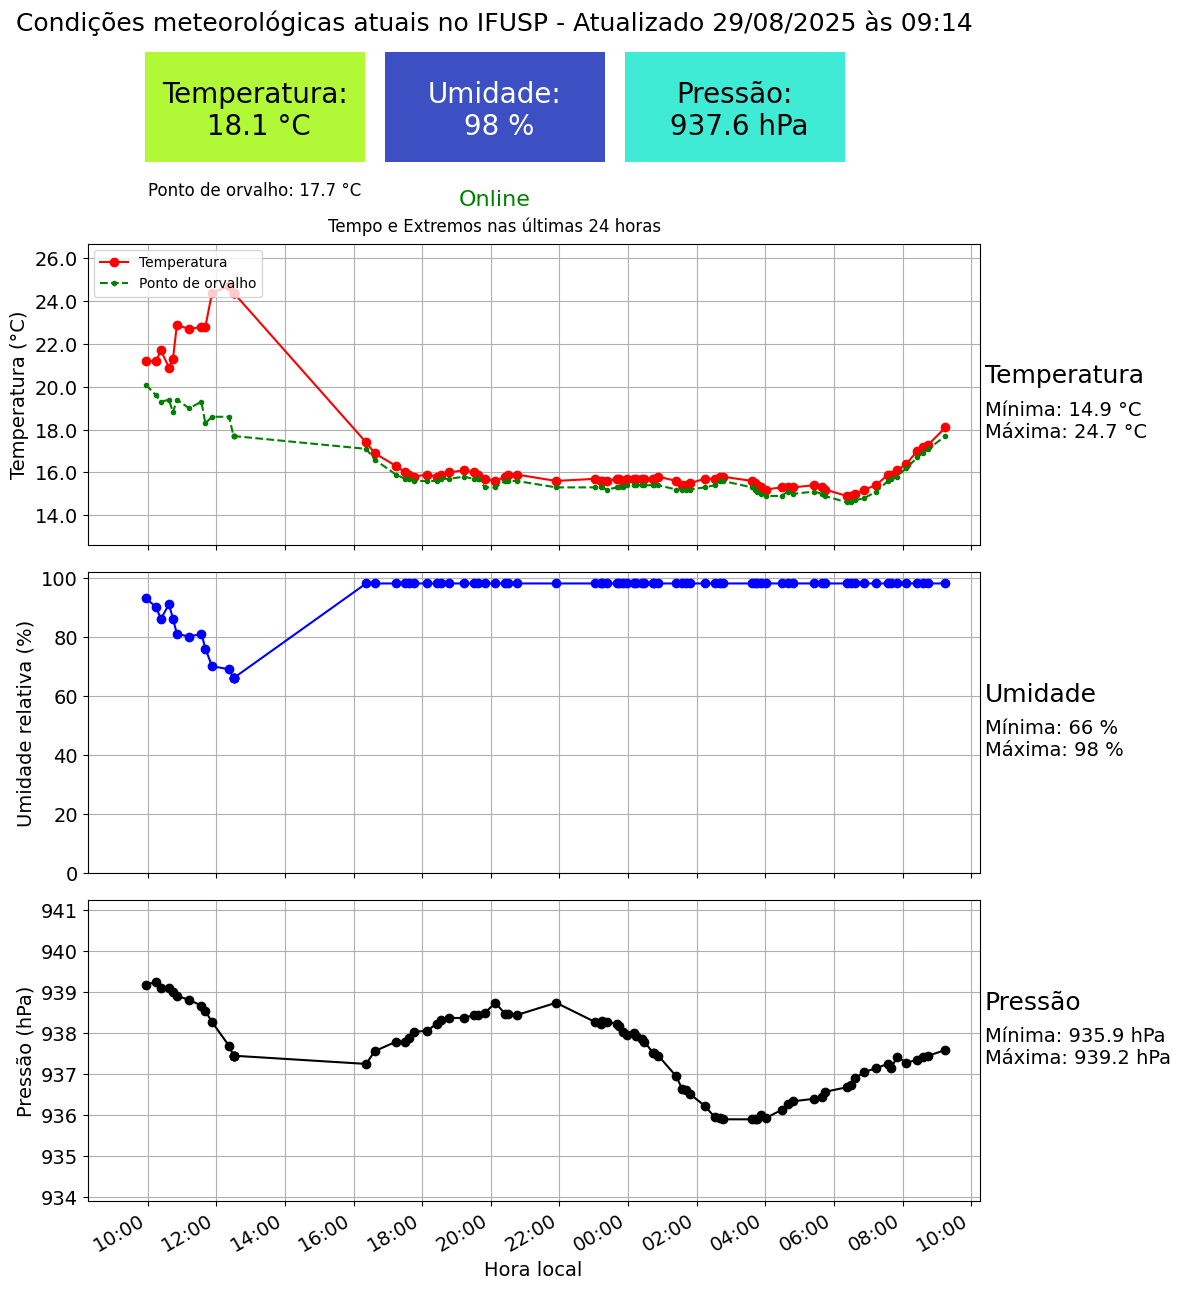 Condições meteorológicas atuais no IFUSP - Atualizado 29/08/2025 às 09:14
Temperatura:
18.1 °C
Umidade:
98 %
Pressão:
937.6 hPa
Ponto de orvalho: 17.7 °C
Online
Tempo e Extremos nas últimas 24 horas
Temperatura
Ponto de orvalho
Temperatura (°C)
26.0
24.0
22.0
20.0
18.0
16.0
14.0
Temperatura
Mínima: 14.9 °C
Máxima: 24.7 °C
Umidade relativa (%)
100
80
60
40
20
0
Umidade
Mínima: 66 %
Máxima: 98 %
Pressão (hPa)
941
940
939
938
937
936
935
934
Pressão
Mínima: 935.9 hPa
Máxima: 939.2 hPa
10:00
12:00
14:00
16:00
18:00
20:00
22:00
00:00
02:00
04:00
06:00
08:00
10:00
Hora local